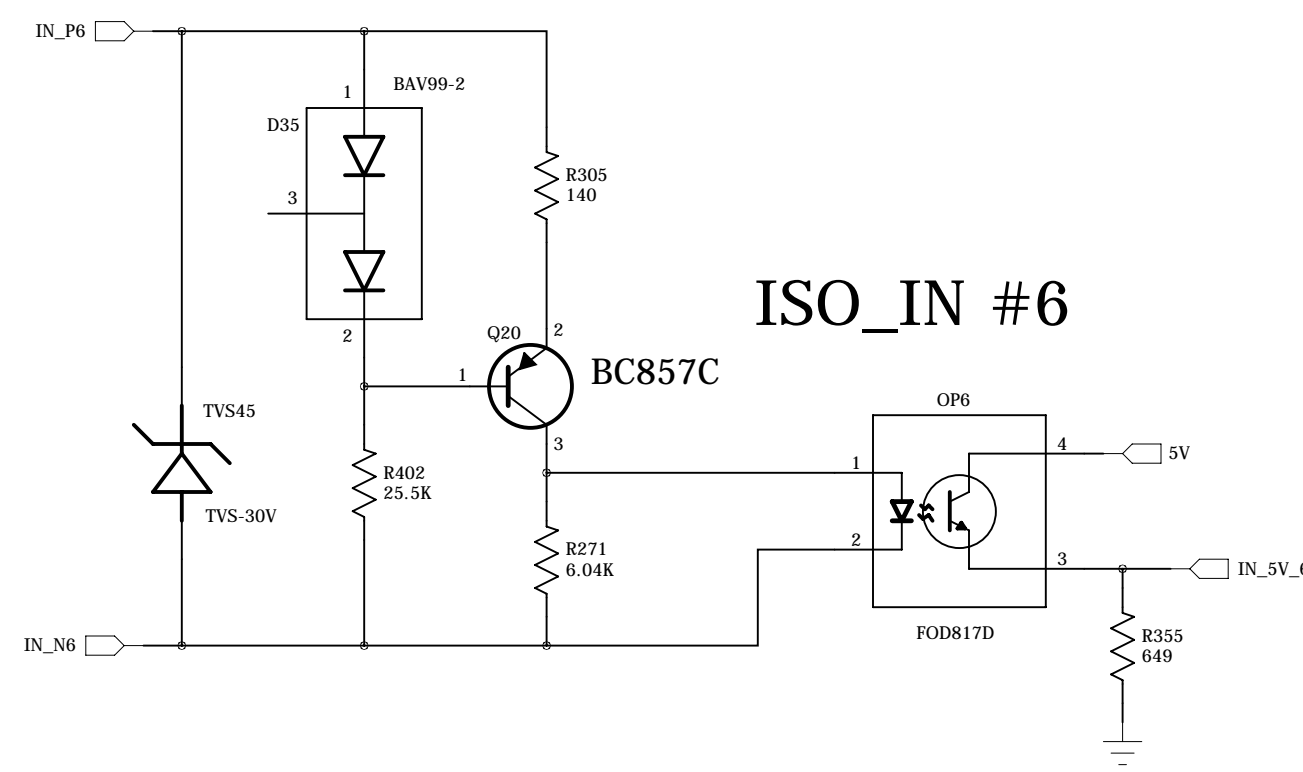 IN_P6
BAV99-2
1
D35
3
2
R305
140
ISO_IN #6
Q20
2
1
BC857C
3
TVS45
TVS-30V
R402
25.5K
R271
6.04K
OP6
1
4
5V
2
3
IN_5V_6
FOD817D
R355
649
IN_N6